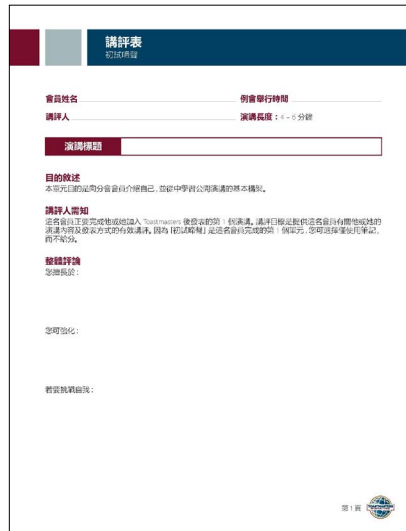 講評表
初試啼聲
會員姓名 例會舉行時間
講評人 演講長度：4 – 6 分鐘
演講標題
目的敘述
本單元目的是向分會會員介紹自己，並從中學習公開演講的基本構架。
講評人需知
這名會員正要完成他或她加入 Toastmasters 後發表的第 1 個演講。講評目標是提供這名會員有關他或她的
演講內容及發表方式的有效講評。因為「初試啼聲」是這名會員完成的第 1 個單元，您可選擇僅使用筆記，
而不給分。
整體評論
您擅長於：
您可強化：
若要挑戰自我：
第 1 頁